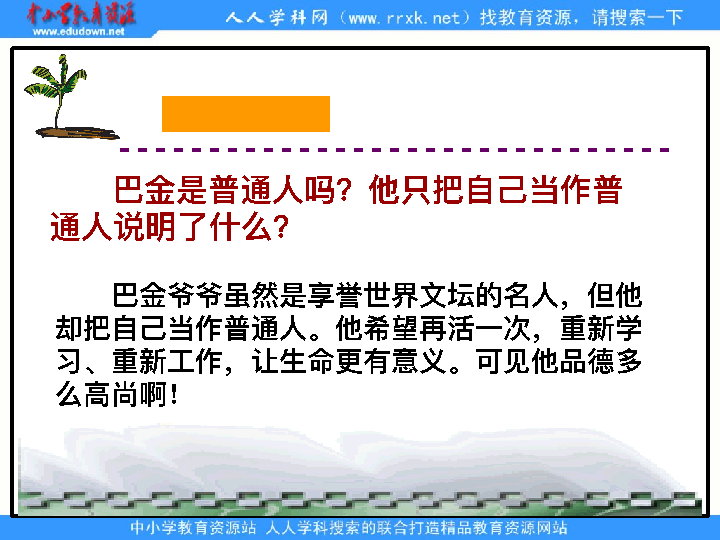 中小学教育资源
www.edudown.net
人人学科网（www.rrxk.net）找教育资源，请搜索一下
巴金是普通人吗？他只把自己当作普
通人说明了什么？
巴金爷爷虽然是享誉世界文坛的名人，但他
却把自己当作普通人。他希望再活一次，重新学
习、重新工作，让生命更有意义。可见他品德多
么高尚啊！
中小学教育资源站 人人学科搜索的联合打造精品教育资源网站